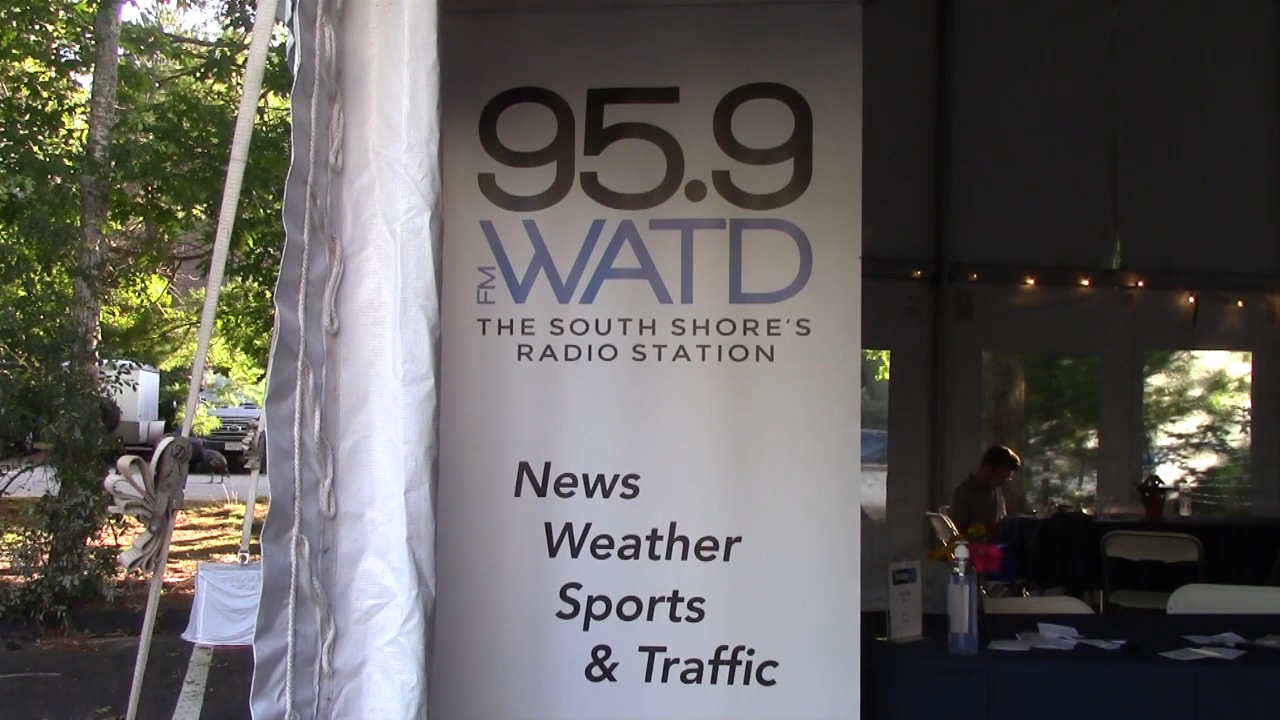 95.9
FM WATD
THE SOUTH SHORE'S
RADIO STATION
News
Weather
Sports
& Traffic